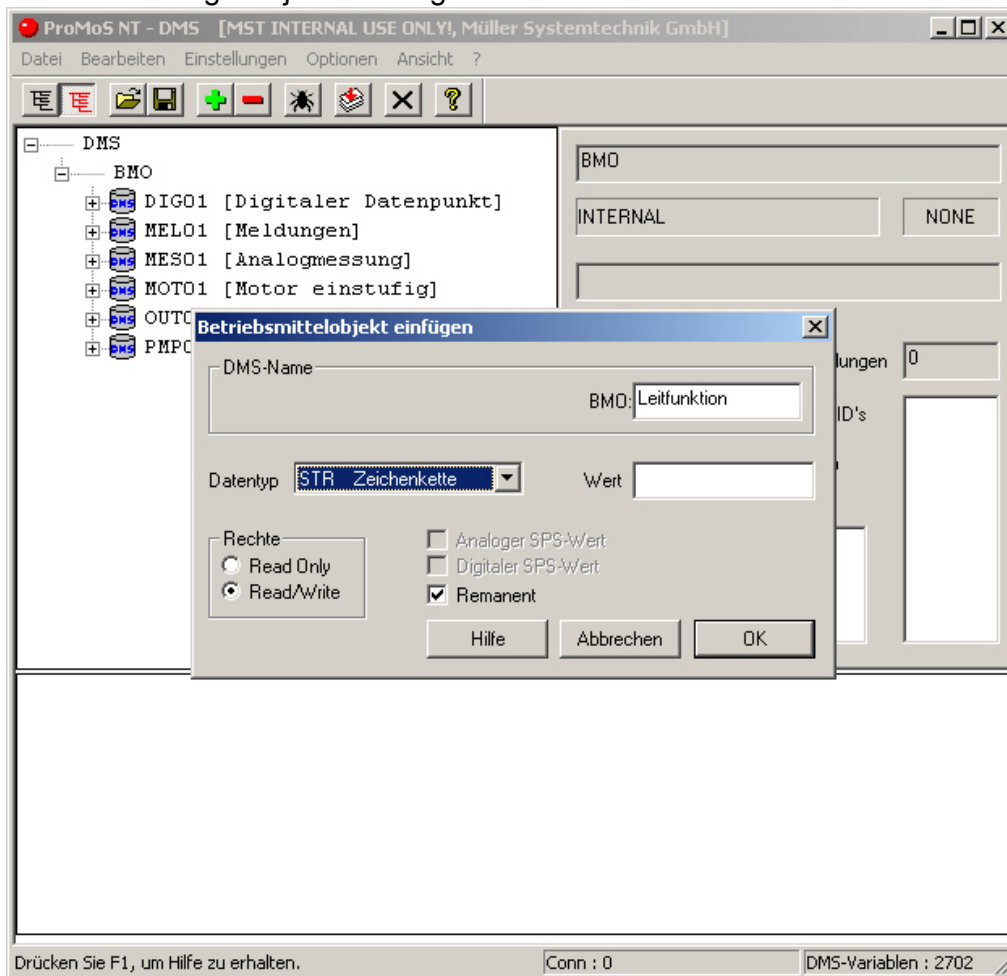 ProMoS NT - DMS [MST INTERNAL USE ONLY!, Müller Systemtechnik GmbH]
Datei Bearbeiten Einstellungen Optionen Ansicht ?
DMS
BMO
DIG01 [Digitaler Datenpunkt]
MEL01 [Meldungen]
MES01 [Analogmessung]
MOT01 [Motor einstufig]
BMO
INTERNAL NONE
Betriebsmittelobjekt einfügen
DMS-Name
BMO: Leitfunktion
Datentyp STR Zeichenkette Wert
Rechte
Read Only
Read/Write
Analoger SPS-Wert
Digitaler SPS-Wert
Remanent
Hilfe Abbrechen OK
0
ID's
Drücken Sie F1, um Hilfe zu erhalten. Conn : 0 DMS-Variablen : 2702